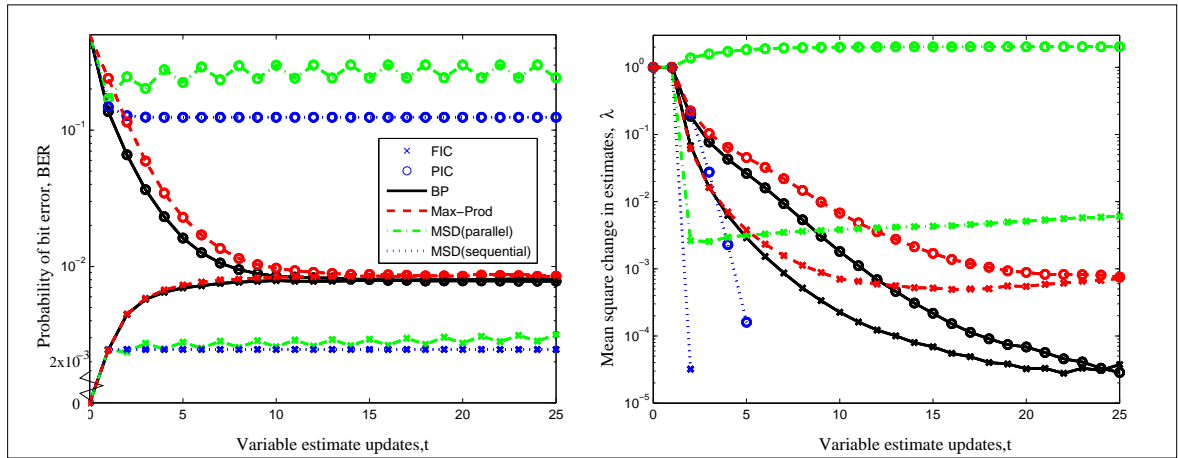 Probability of bit error, BER
10^-1
10^-2
2x10^-3
0
0 5 10 15 20 25
Variable estimate updates,t
FIC
PIC
BP
Max−Prod
MSD(parallel)
MSD(sequential)
Mean square change in estimates, λ
10^0
10^-1
10^-2
10^-3
10^-4
10^-5
0 5 10 15 20 25
Variable estimate updates,t